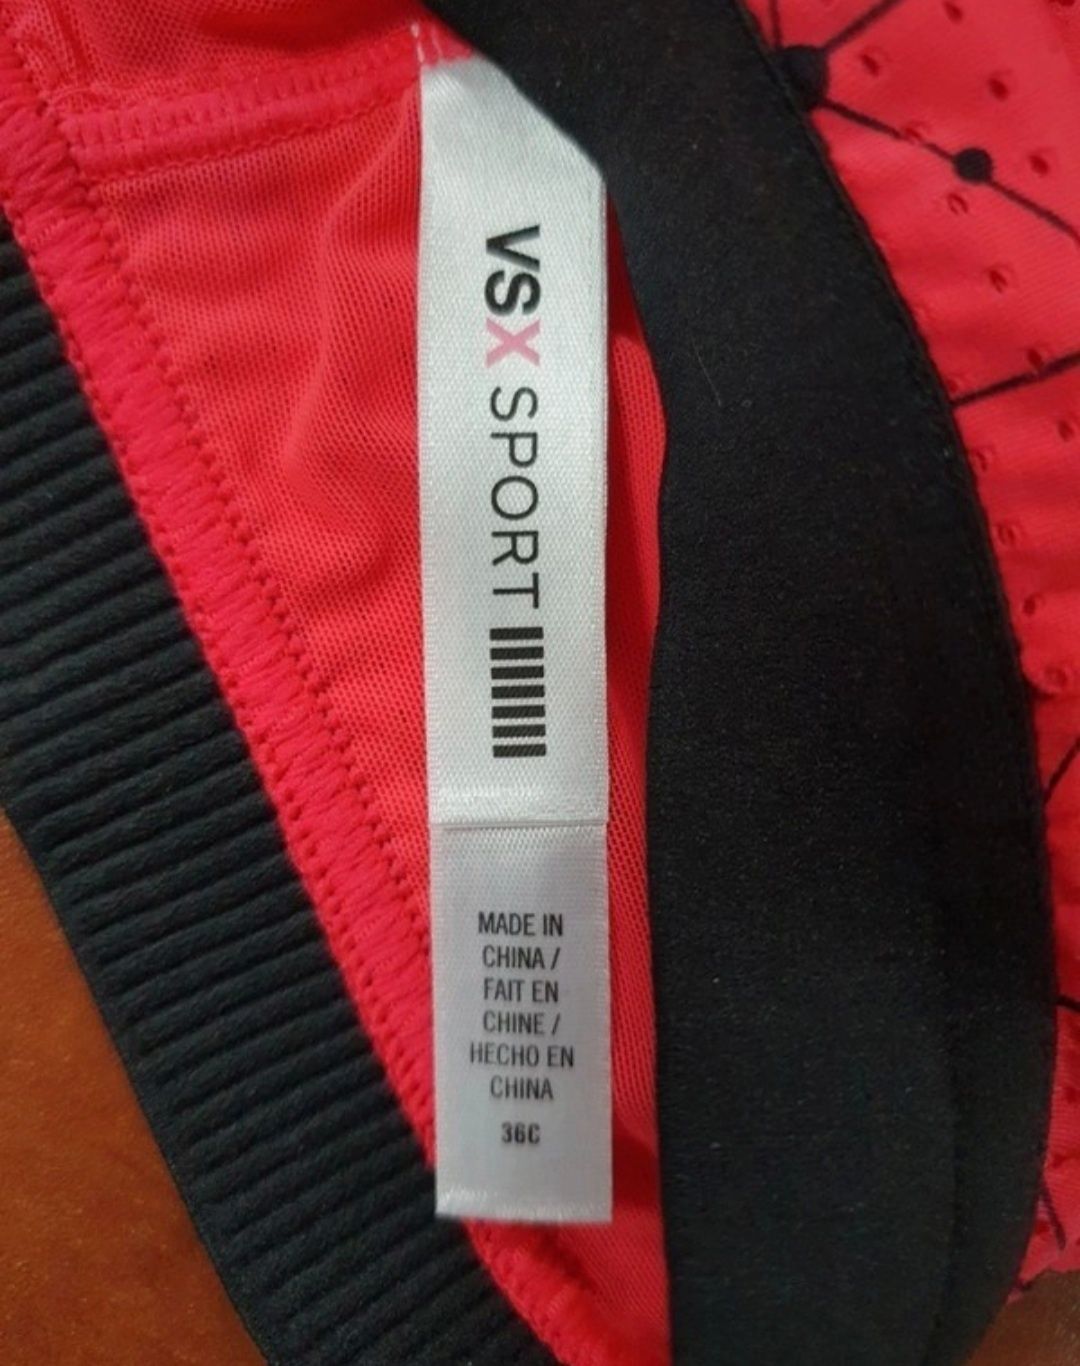 VSX SPORT
MADE IN
CHINA /
FAIT EN
CHINE /
HECHO EN
CHINA
36C